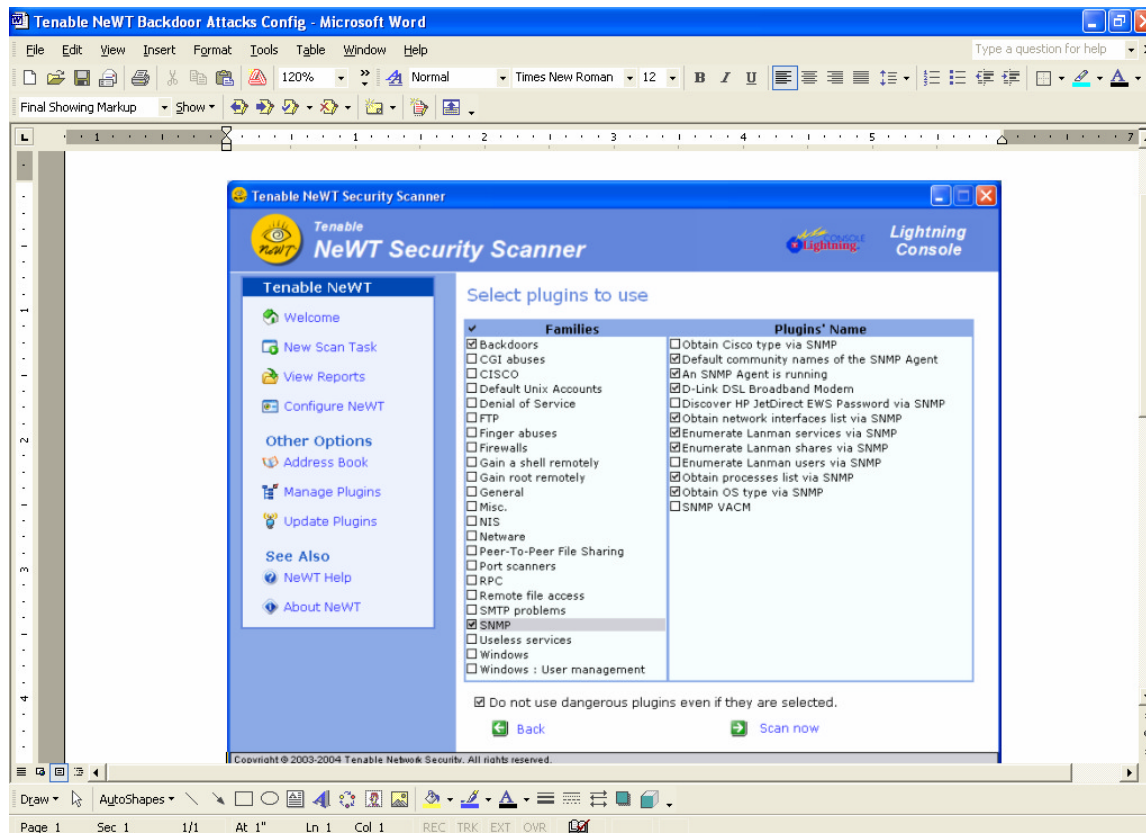 Tenable NeWT Backdoor Attacks Config - Microsoft Word
File Edit View Insert Format Tools Table Window Help
Type a question for help
120% Normal Times New Roman 12 B I U
Final Showing Markup Show
1 1 2 3 4 5 7
Tenable NeWT Security Scanner
Tenable
NeWT
NeWT Security Scanner
CONSOLE
Lightning
Lightning
Console
Tenable NeWT
Welcome
New Scan Task
View Reports
Configure NeWT
Other Options
Address Book
Manage Plugins
Update Plugins
See Also
NeWT Help
About NeWT
Select plugins to use
Families
Backdoors
CGI abuses
CISCO
Default Unix Accounts
Denial of Service
FTP
Finger abuses
Firewalls
Gain a shell remotely
Gain root remotely
General
Misc.
NIS
Netware
Peer-To-Peer File Sharing
Port scanners
RPC
Remote file access
SMTP problems
SNMP
Useless services
Windows
Windows : User management
Plugins' Name
Obtain Cisco type via SNMP
Default community names of the SNMP Agent
An SNMP Agent is running
D-Link DSL Broadband Modem
Discover HP JetDirect EWS Password via SNMP
Obtain network interfaces list via SNMP
Enumerate Lanman services via SNMP
Enumerate Lanman shares via SNMP
Enumerate Lanman users via SNMP
Obtain processes list via SNMP
Obtain OS type via SNMP
SNMP VACM
Do not use dangerous plugins even if they are selected.
Back
Scan now
Copyright © 2003-2004 Tenable Network Security. All rights reserved.
Draw AutoShapes
Page 1 Sec 1 1/1 At 1" Ln 1 Col 1 REC TRK EXT OVR